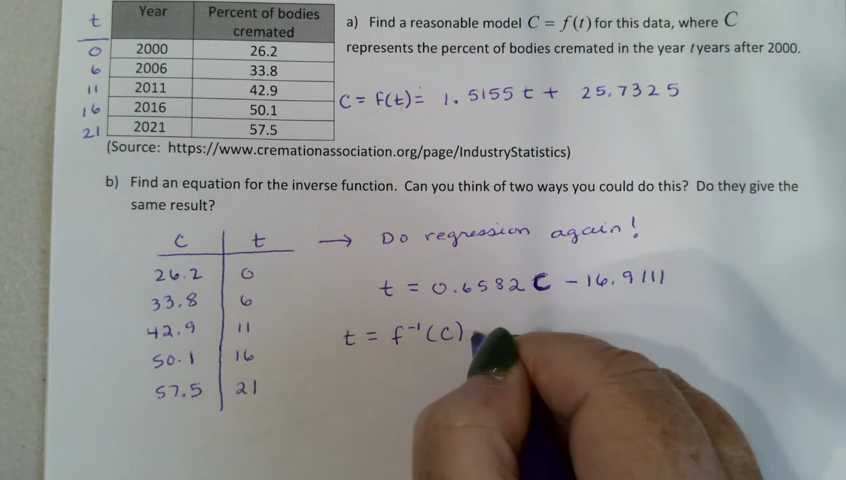 t
Year Percent of bodies cremated
0 2000 26.2
6 2006 33.8
11 2011 42.9
16 2016 50.1
21 2021 57.5
(Source: https://www.cremationassociation.org/page/IndustryStatistics)
a) Find a reasonable model C = f(t) for this data, where C
represents the percent of bodies cremated in the year t years after 2000.
C = f(t) = 1.5155 t + 25.7325
b) Find an equation for the inverse function. Can you think of two ways you could do this? Do they give the
same result?
C t
26.2 0
33.8 6
42.9 11
50.1 16
57.5 21
→ Do regression again!
t = 0.6582 C - 16.9111
t = f⁻¹(C)